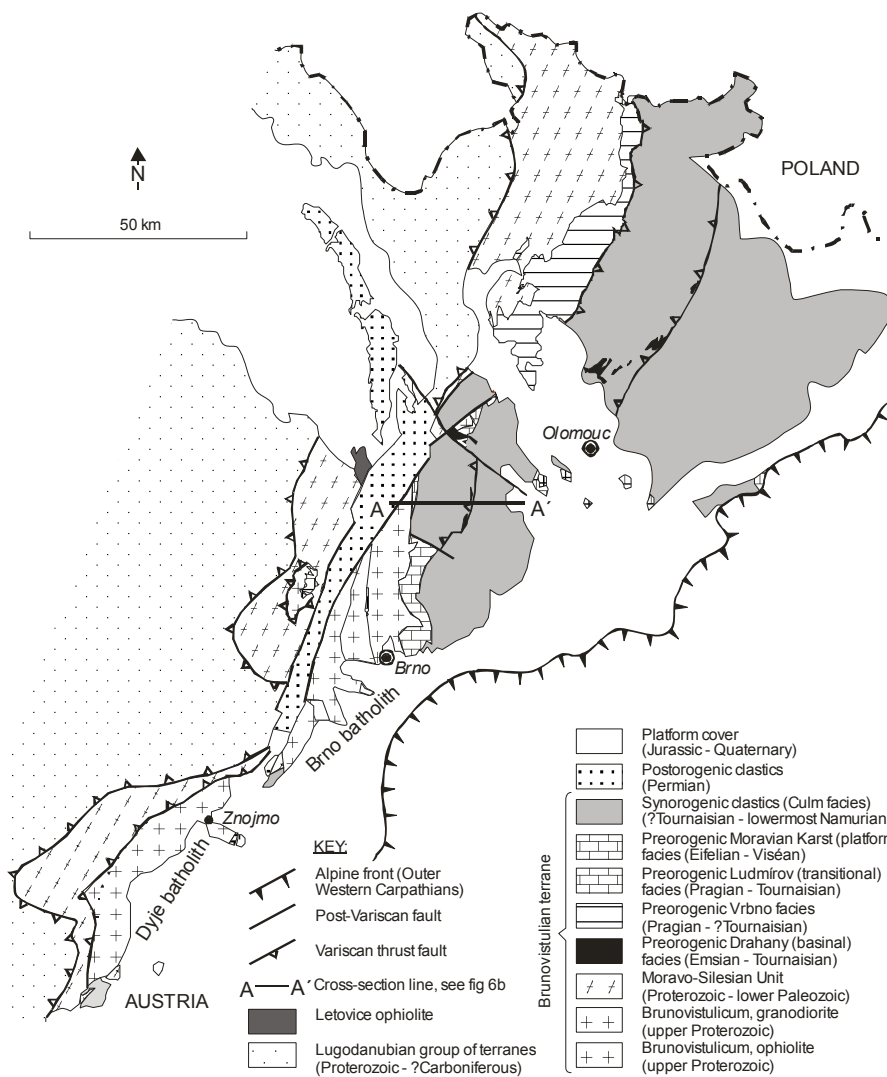 POLAND
N
50 km
Olomouc
A
A´
Brno
Brno batholith
Znojmo
Dyje batholith
AUSTRIA
KEY:
Alpine front (Outer
Western Carpathians)
Post-Variscan fault
Variscan thrust fault
A A´ Cross-section line, see fig 6b
Letovice ophiolite
Lugodanubian group of terranes
(Proterozoic - ?Carboniferous)
Platform cover
(Jurassic - Quaternary)
Postorogenic clastics
(Permian)
Brunovistulian terrane
Synorogenic clastics (Culm facies)
(?Tournaisian - lowermost Namurian
Preorogenic Moravian Karst (platform
facies (Eifelian - Viséan)
Preorogenic Ludmírov (transitional)
facies (Pragian - Tournaisian)
Preorogenic Vrbno facies
(Pragian - ?Tournaisian)
Preorogenic Drahany (basinal)
facies (Emsian - Tournaisian)
Moravo-Silesian Unit
(Proterozoic - lower Paleozoic)
Brunovistulicum, granodiorite
(upper Proterozoic)
Brunovistulicum, ophiolite
(upper Proterozoic)